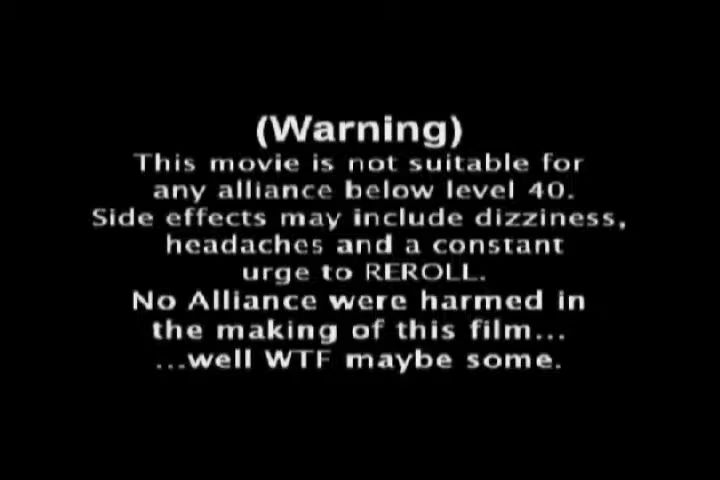 (Warning)
This movie is not suitable for
any alliance below level 40.
Side effects may include dizziness,
headaches and a constant
urge to REROLL.
No Alliance were harmed in
the making of this film...
...well WTF maybe some.